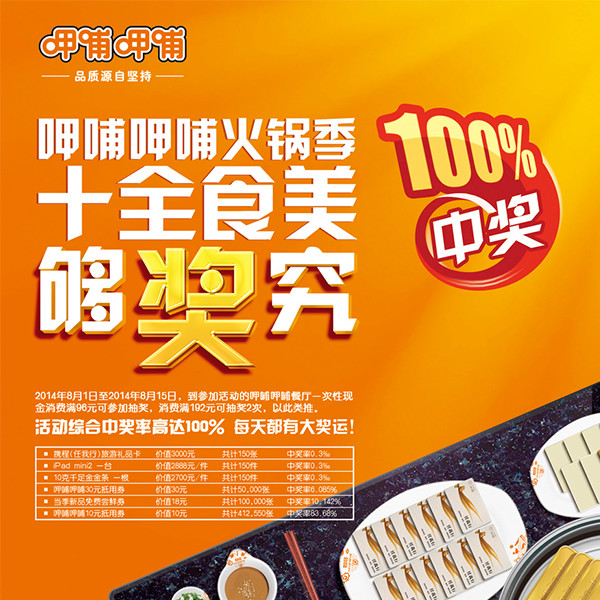 呷哺呷哺
品质源自坚持
呷哺呷哺火锅季
十全食美
够奖究
100%
中奖
2014年8月1日至2014年8月15日，到参加活动的呷哺呷哺餐厅一次性现
金消费满96元可参加抽奖，消费满192元可抽奖2次，以此类推。
活动综合中奖率高达100% 每天都有大奖运！
携程(任我行)旅游礼品卡 价值3000元 共计150张 中奖率0.3‰
iPad mini2 一台 价值2888元/件 共计150件 中奖率0.3‰
10克千足金金条 一根 价值2700元/件 共计150件 中奖率0.3‰
呷哺呷哺30元抵用券 价值30元 共计50,000张 中奖率6.085%
当季新品免费尝鲜券 价值18元 共计100,000张 中奖率10.142%
呷哺呷哺10元抵用券 价值10元 共计412,550张 中奖率83.68%